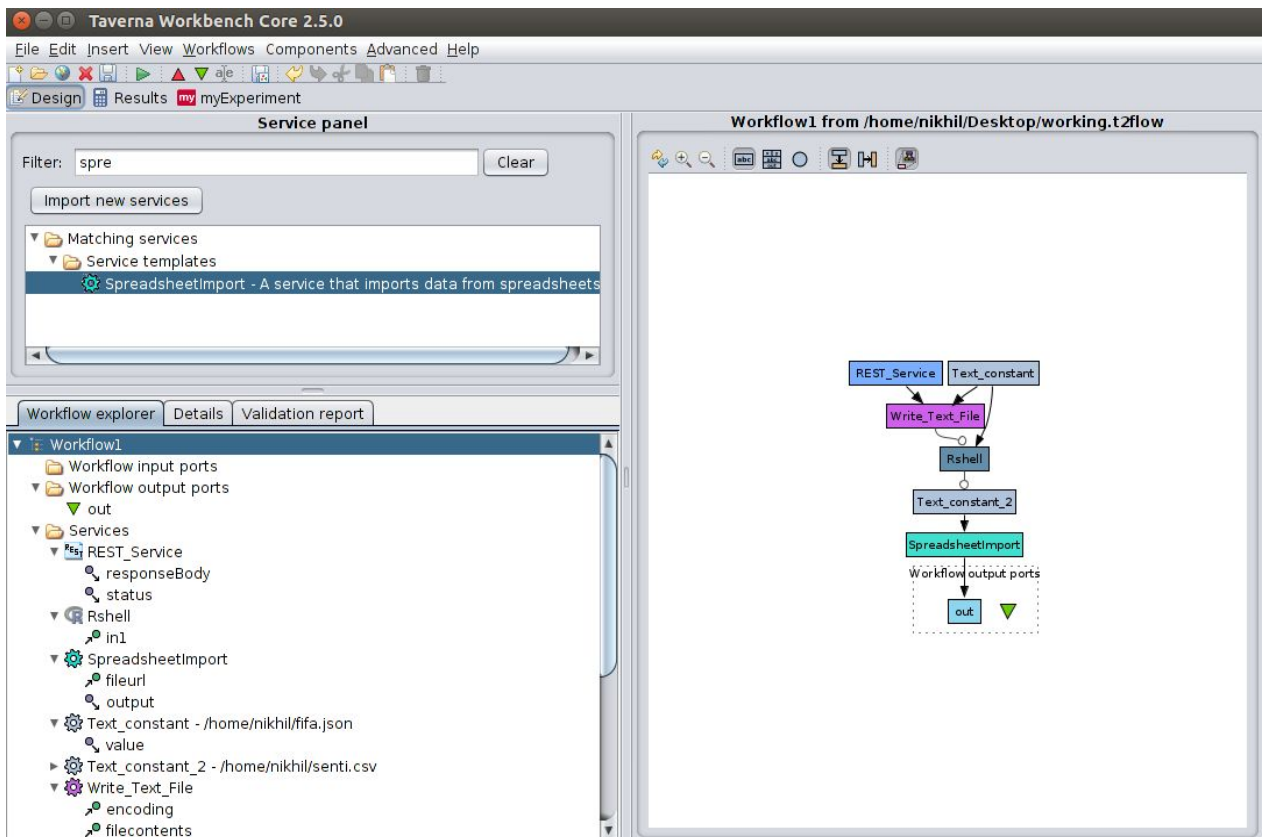 Taverna Workbench Core 2.5.0
File Edit Insert View Workflows Components Advanced Help
a|e
Design Results my myExperiment
Service panel
Filter: spre Clear
Import new services
Matching services
Service templates
SpreadsheetImport - A service that imports data from spreadsheets
Workflow explorer Details Validation report
Workflow1
Workflow input ports
Workflow output ports
out
Services
REST REST_Service
responseBody
status
R Rshell
in1
SpreadsheetImport
fileurl
output
Text_constant - /home/nikhil/fifa.json
value
Text_constant_2 - /home/nikhil/senti.csv
Write_Text_File
encoding
filecontents
Workflow1 from /home/nikhil/Desktop/working.t2flow
abc
REST_Service Text_constant
Write_Text_File
Rshell
Text_constant_2
SpreadsheetImport
Workflow output ports
out